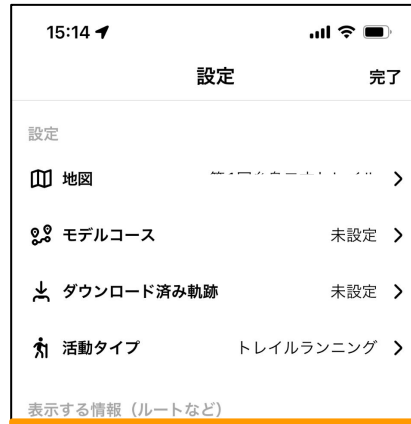 15:14
設定
完了
設定
地図
モデルコース 未設定
ダウンロード済み軌跡 未設定
活動タイプ トレイルランニング
表示する情報（ルートなど）